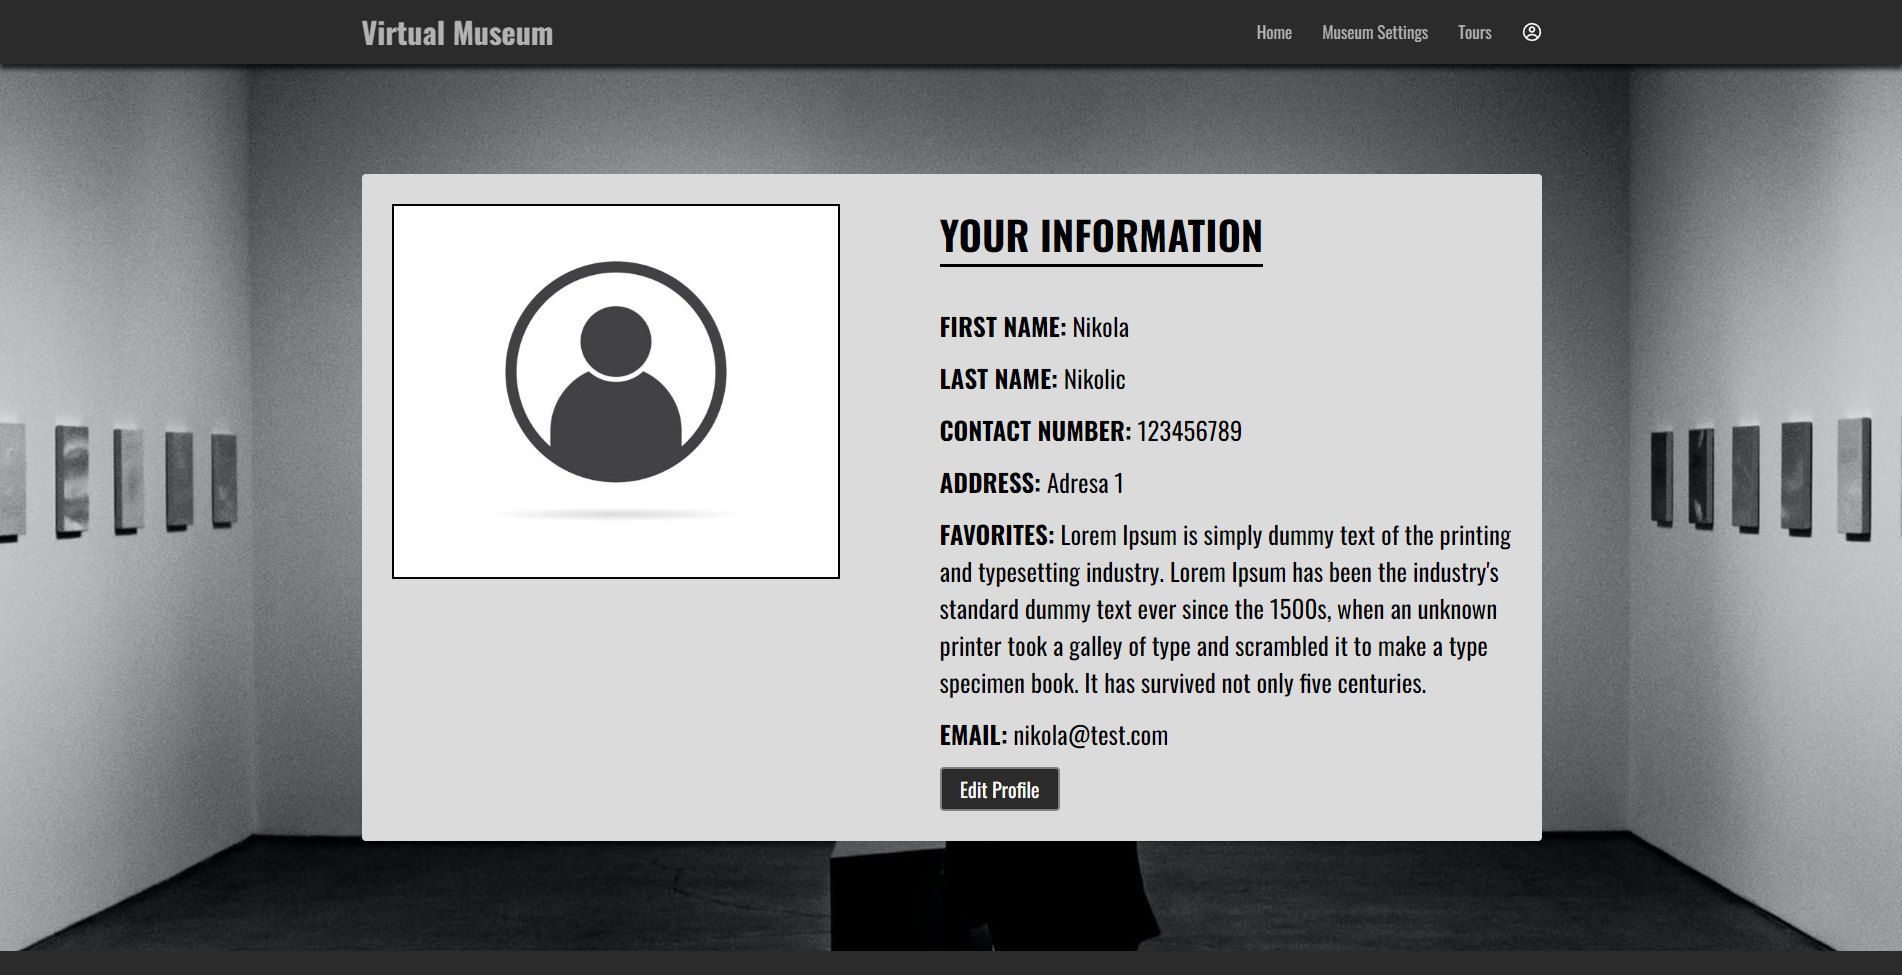 Virtual Museum
Home
Museum Settings
Tours
YOUR INFORMATION
FIRST NAME: Nikola
LAST NAME: Nikolic
CONTACT NUMBER: 123456789
ADDRESS: Adresa 1
FAVORITES: Lorem Ipsum is simply dummy text of the printing
and typesetting industry. Lorem Ipsum has been the industry's
standard dummy text ever since the 1500s, when an unknown
printer took a galley of type and scrambled it to make a type
specimen book. It has survived not only five centuries.
EMAIL: nikola@test.com
Edit Profile